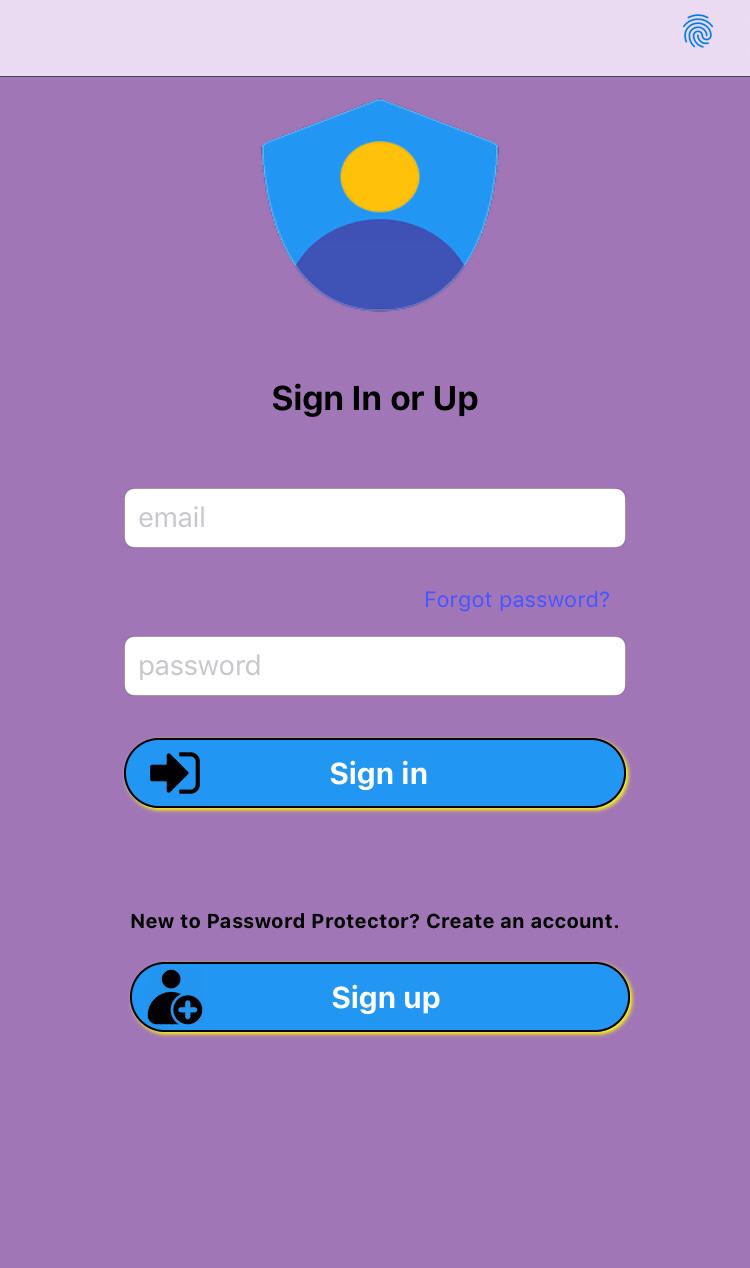 Sign In or Up
email
Forgot password?
password
Sign in
New to Password Protector? Create an account.
Sign up